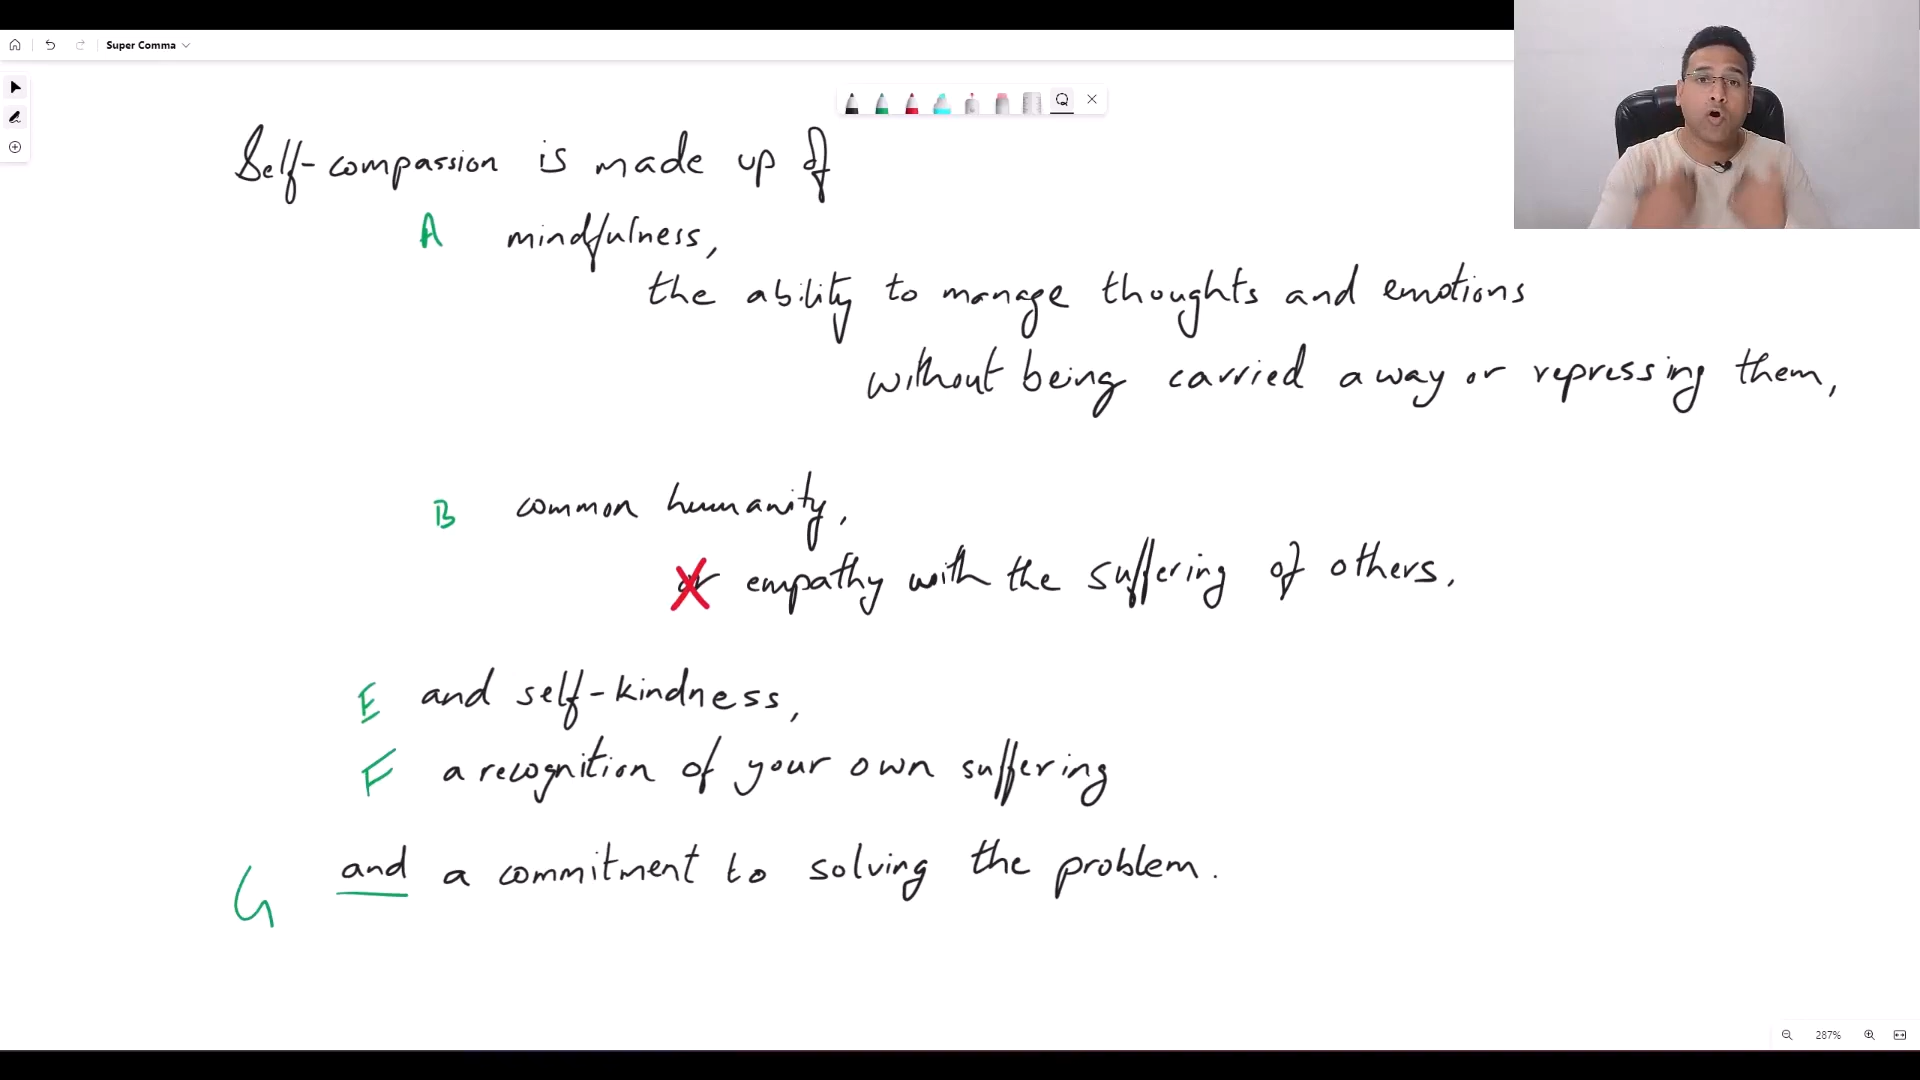 Super Comma
Self-compassion is made up of
A mindfulness,
the ability to manage thoughts and emotions
without being carried away or repressing them,
B common humanity,
or empathy with the suffering of others,
E and self-kindness,
F a recognition of your own suffering
G and a commitment to solving the problem.
287%